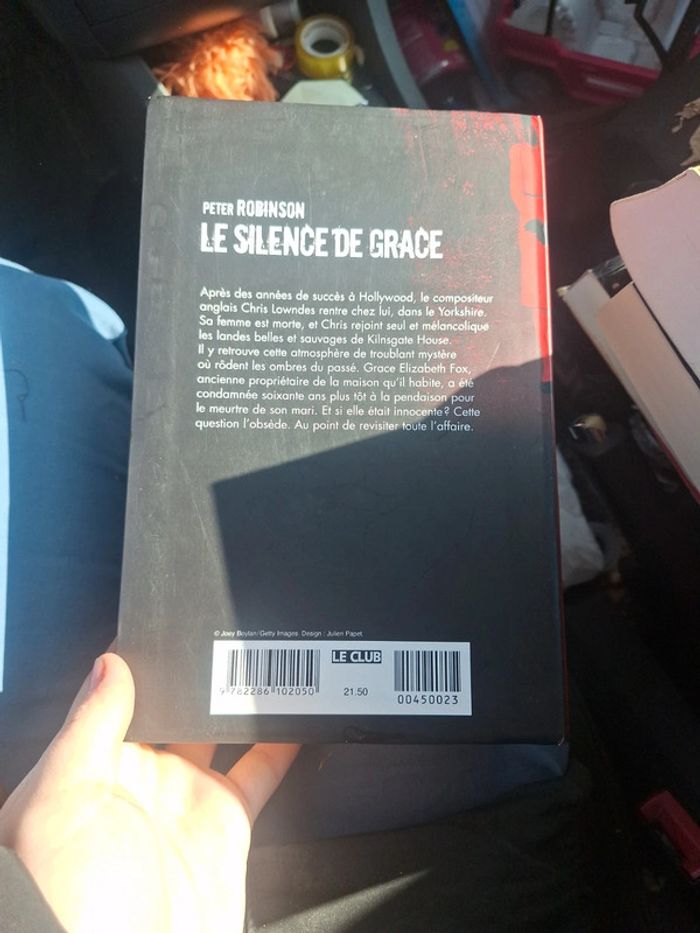 PETER ROBINSON
LE SILENCE DE GRACE
Après des années de succès à Hollywood, le compositeur
anglais Chris Lowndes rentre chez lui, dans le Yorkshire.
Sa femme est morte, et Chris rejoint seul et mélancolique
les landes belles et sauvages de Kilnsgate House.
Il y retrouve cette atmosphère de troublant mystère
où rôdent les ombres du passé. Grace Elizabeth Fox,
ancienne propriétaire de la maison qu'il habite, a été
condamnée soixante ans plus tôt à la pendaison pour
le meurtre de son mari. Et si elle était innocente ? Cette
question l'obsède. Au point de revisiter toute l'affaire.
© Joey Boylan/Getty Images. Design : Julien Papet.
LE CLUB
9 782286 102050
21.50
00450023